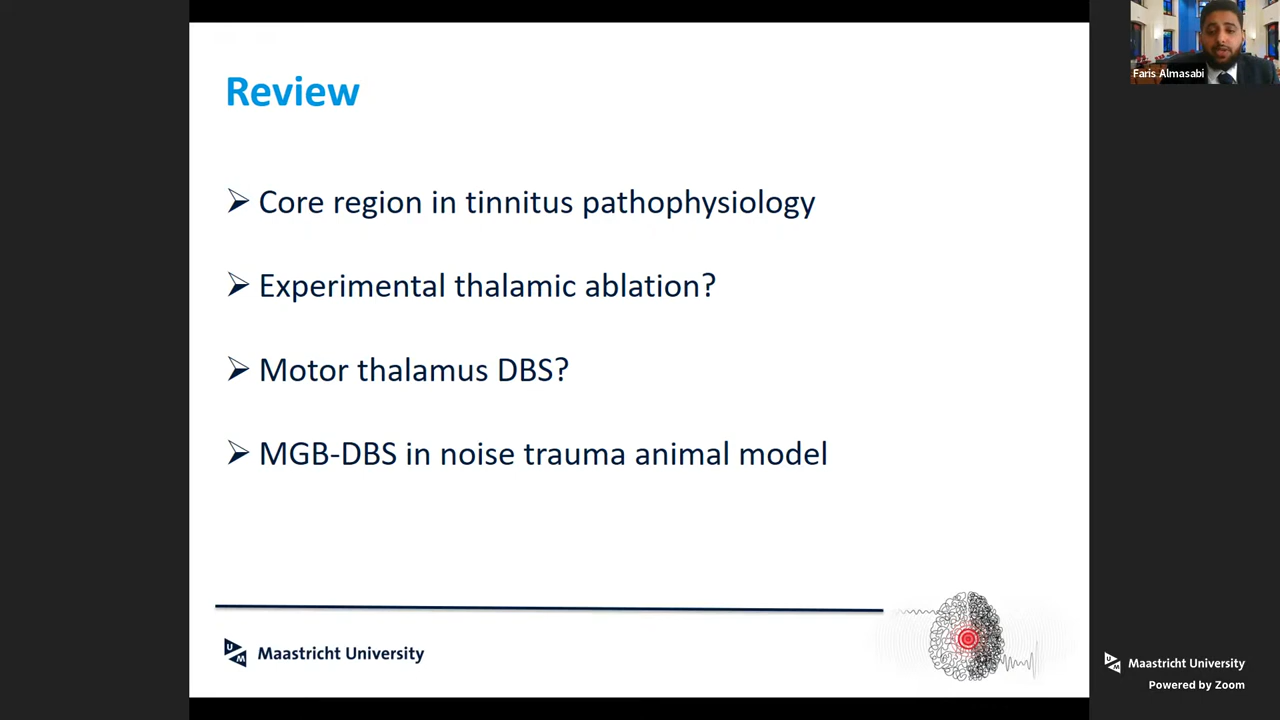 Review
Core region in tinnitus pathophysiology
Experimental thalamic ablation?
Motor thalamus DBS?
MGB-DBS in noise trauma animal model
Maastricht University
Faris Almasabi
Maastricht University
Powered by Zoom